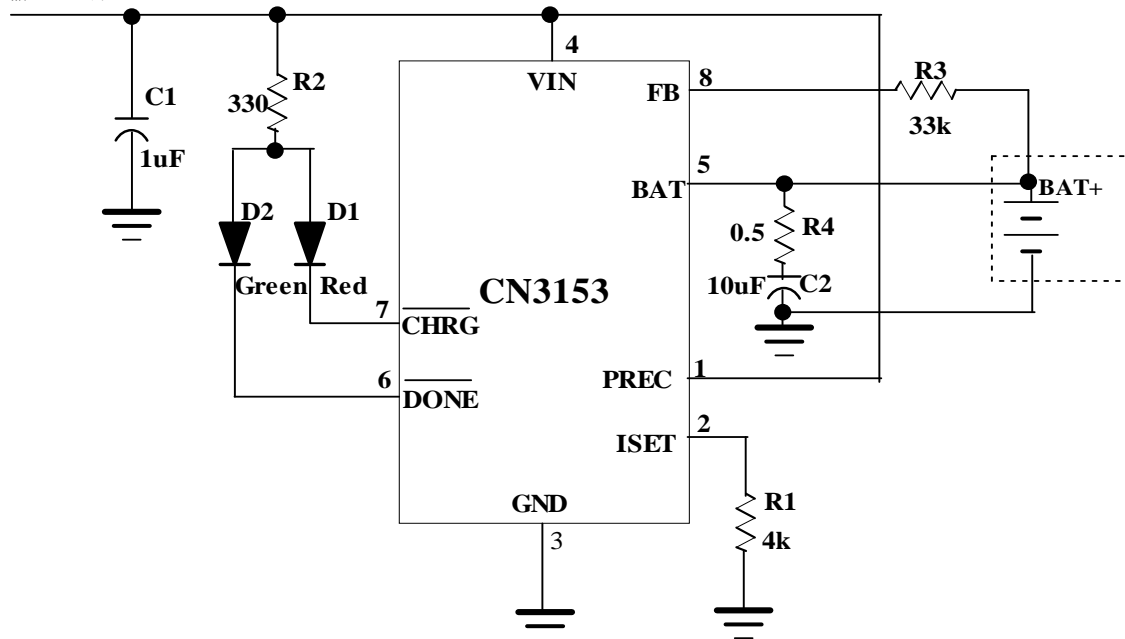 4
VIN
R2
330
C1
1uF
8
FB
R3
33k
5
BAT
BAT+
D2
D1
0.5
R4
Green
Red
10uF
C2
CN3153
7
CHRG
6
DONE
1
PREC
2
ISET
GND
3
R1
4k